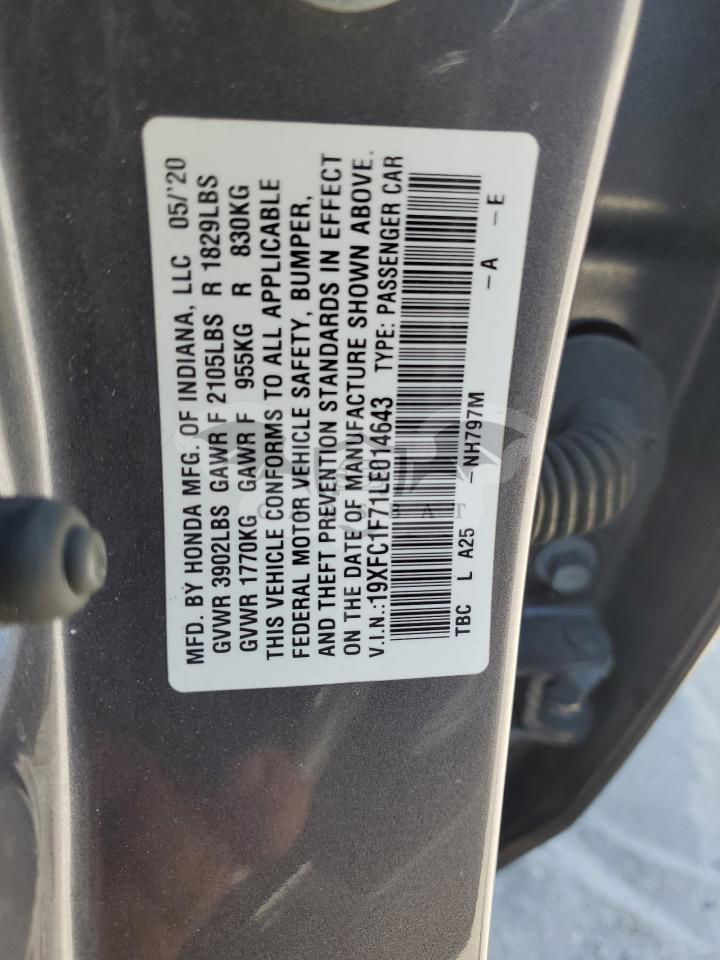 MFD. BY HONDA MFG. OF INDIANA, LLC 05/'20
GVWR 3902LBS GAWR F 2105LBS R 1829LBS
GVWR 1770KG GAWR F 955KG R 830KG
THIS VEHICLE CONFORMS TO ALL APPLICABLE
FEDERAL MOTOR VEHICLE SAFETY, BUMPER,
AND THEFT PREVENTION STANDARDS IN EFFECT
ON THE DATE OF MANUFACTURE SHOWN ABOVE.
V.I.N.:19XFC1F71LE014643 TYPE: PASSENGER CAR
TBC L A25 -NH797M -A -E